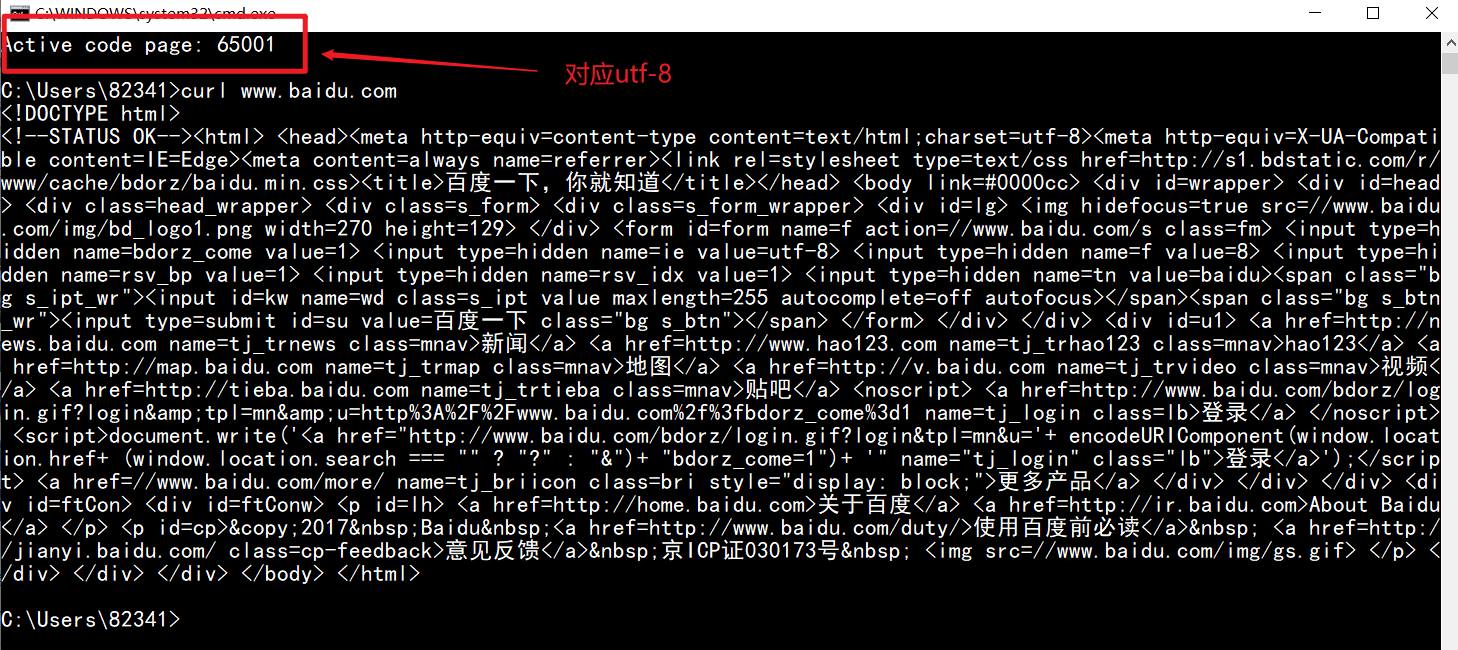 C:\WINDOWS\system32\cmd.exe
Active code page: 65001
对应utf-8
C:\Users\82341>curl www.baidu.com
<!DOCTYPE html>
<!--STATUS OK--><html> <head><meta http-equiv=content-type content=text/html;charset=utf-8><meta http-equiv=X-UA-Compati
ble content=IE=Edge><meta content=always name=referrer><link rel=stylesheet type=text/css href=http://s1.bdstatic.com/r/
www/cache/bdorz/baidu.min.css><title>百度一下，你就知道</title></head> <body link=#0000cc> <div id=wrapper> <div id=head
> <div class=head_wrapper> <div class=s_form> <div class=s_form_wrapper> <div id=lg> <img hidefocus=true src=//www.baidu
.com/img/bd_logo1.png width=270 height=129> </div> <form id=form name=f action=//www.baidu.com/s class=fm> <input type=h
idden name=bdorz_come value=1> <input type=hidden name=ie value=utf-8> <input type=hidden name=f value=8> <input type=hi
dden name=rsv_bp value=1> <input type=hidden name=rsv_idx value=1> <input type=hidden name=tn value=baidu><span class="b
g s_ipt_wr"><input id=kw name=wd class=s_ipt value maxlength=255 autocomplete=off autofocus></span><span class="bg s_btn
_wr"><input type=submit id=su value=百度一下 class="bg s_btn"></span> </form> </div> </div> <div id=u1> <a href=http://n
ews.baidu.com name=tj_trnews class=mnav>新闻</a> <a href=http://www.hao123.com name=tj_trhao123 class=mnav>hao123</a> <a
 href=http://map.baidu.com name=tj_trmap class=mnav>地图</a> <a href=http://v.baidu.com name=tj_trvideo class=mnav>视频<
/a> <a href=http://tieba.baidu.com name=tj_trtieba class=mnav>贴吧</a> <noscript> <a href=http://www.baidu.com/bdorz/log
in.gif?login&amp;tpl=mn&amp;u=http%3A%2F%2Fwww.baidu.com%2f%3fbdorz_come%3d1 name=tj_login class=lb>登录</a> </noscript>
 <script>document.write('<a href="http://www.baidu.com/bdorz/login.gif?login&tpl=mn&u='+ encodeURIComponent(window.locat
ion.href+ (window.location.search === "" ? "?" : "&")+ "bdorz_come=1")+ '" name="tj_login" class="lb">登录</a>');</scrip
t> <a href=//www.baidu.com/more/ name=tj_briicon class=bri style="display: block;">更多产品</a> </div> </div> </div> <di
v id=ftCon> <div id=ftConw> <p id=lh> <a href=http://home.baidu.com>关于百度</a> <a href=http://ir.baidu.com>About Baidu
</a> </p> <p id=cp>&copy;2017&nbsp;Baidu&nbsp;<a href=http://www.baidu.com/duty/>使用百度前必读</a>&nbsp; <a href=http:/
/jianyi.baidu.com/ class=cp-feedback>意见反馈</a>&nbsp;京ICP证030173号&nbsp; <img src=//www.baidu.com/img/gs.gif> </p> <
/div> </div> </div> </body> </html>
C:\Users\82341>